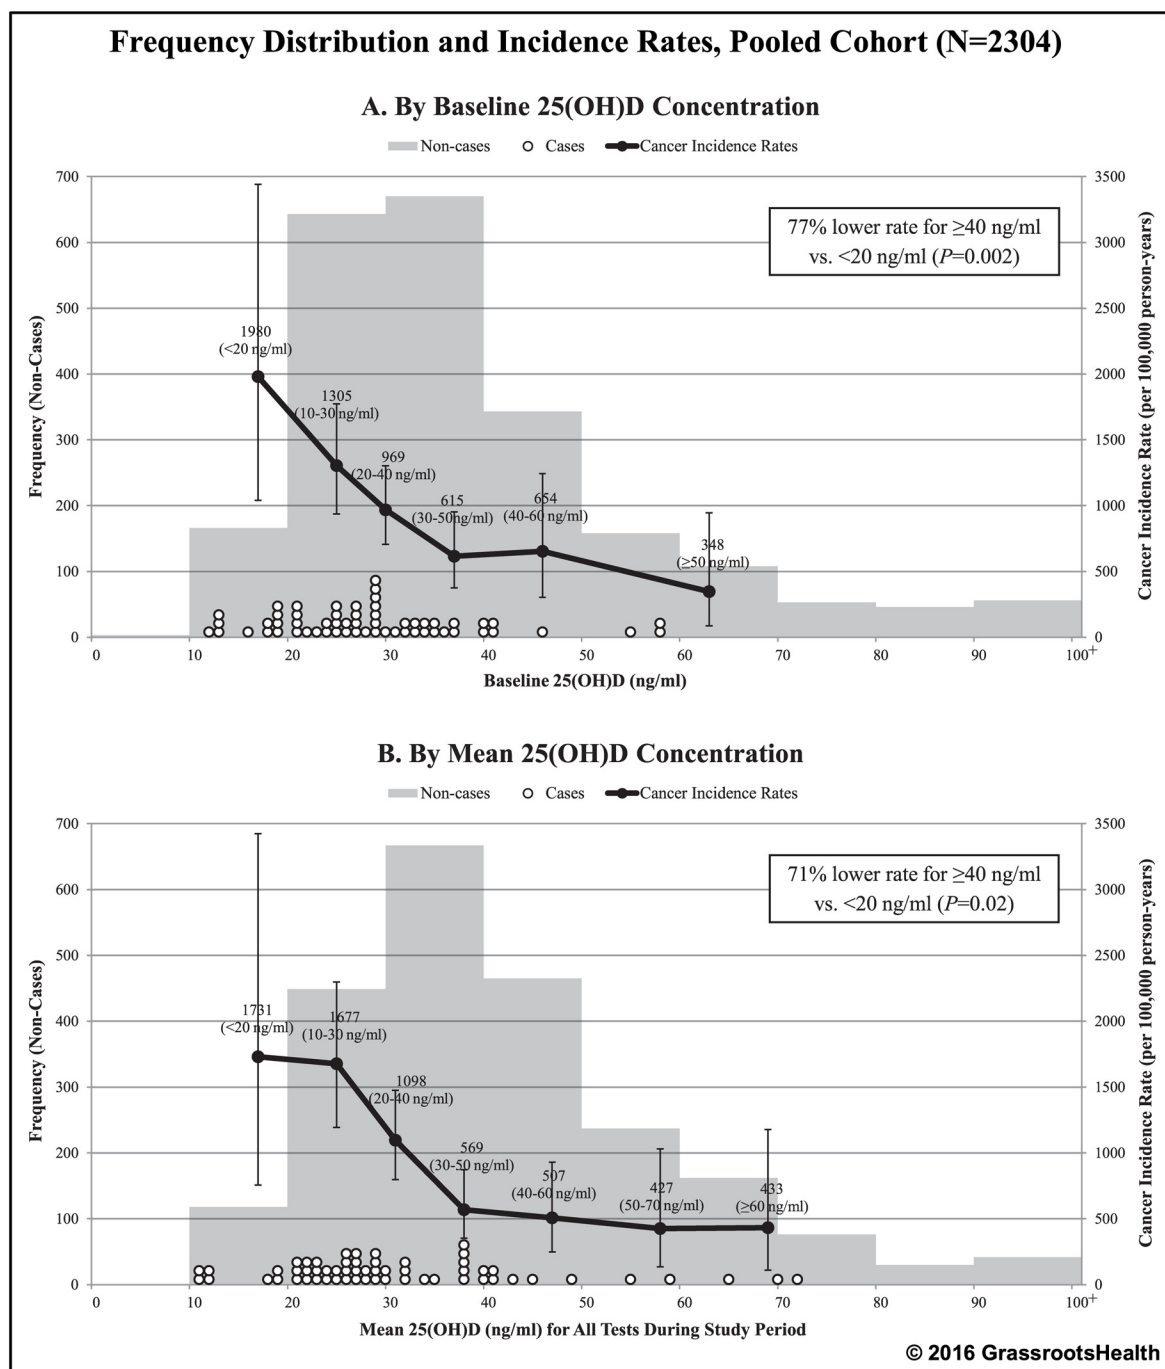 Frequency Distribution and Incidence Rates, Pooled Cohort (N=2304)
A. By Baseline 25(OH)D Concentration
Non-cases Cases Cancer Incidence Rates
700
600
500
400
300
200
100
0
Frequency (Non-Cases)
3500
3000
2500
2000
1500
1000
500
0
Cancer Incidence Rate (per 100,000 person-years)
77% lower rate for ≥40 ng/ml
vs. <20 ng/ml (P=0.002)
1980
(<20 ng/ml)
1305
(10-30 ng/ml)
969
(20-40 ng/ml)
615
(30-50ng/ml)
654
(40-60 ng/ml)
348
(≥50 ng/ml)
0 10 20 30 40 50 60 70 80 90 100+
Baseline 25(OH)D (ng/ml)
B. By Mean 25(OH)D Concentration
Non-cases Cases Cancer Incidence Rates
700
600
500
400
300
200
100
0
Frequency (Non-Cases)
3500
3000
2500
2000
1500
1000
500
0
Cancer Incidence Rate (per 100,000 person-years)
71% lower rate for ≥40 ng/ml
vs. <20 ng/ml (P=0.02)
1731
(<20 ng/ml)
1677
(10-30 ng/ml)
1098
(20-40 ng/ml)
569
(30-50 ng/ml)
507
(40-60 ng/ml)
427
(50-70 ng/ml)
433
(≥60 ng/ml)
0 10 20 30 40 50 60 70 80 90 100+
Mean 25(OH)D (ng/ml) for All Tests During Study Period
© 2016 GrassrootsHealth